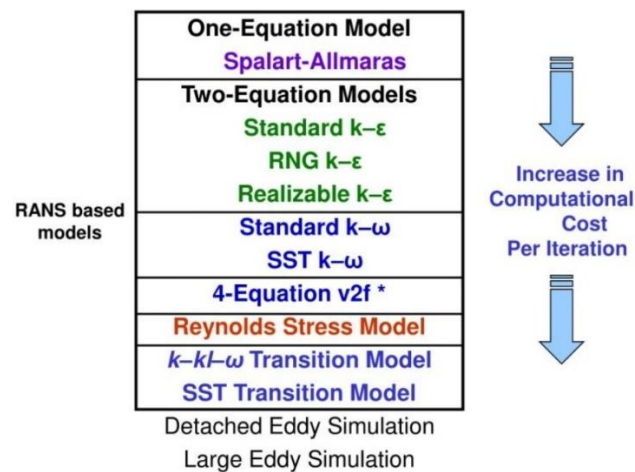 One-Equation Model
Spalart-Allmaras
Two-Equation Models
Standard k–ε
RNG k–ε
Realizable k–ε
RANS based
models
Standard k–ω
SST k–ω
4-Equation v2f *
Reynolds Stress Model
k–kl–ω Transition Model
SST Transition Model
Detached Eddy Simulation
Large Eddy Simulation
Increase in
Computational
Cost
Per Iteration